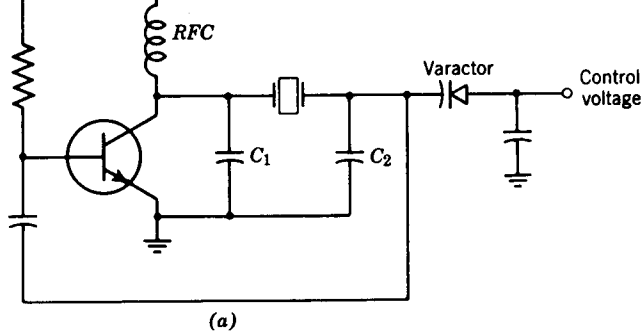 RFC
Varactor
Control
voltage
C₁
C₂
(a)